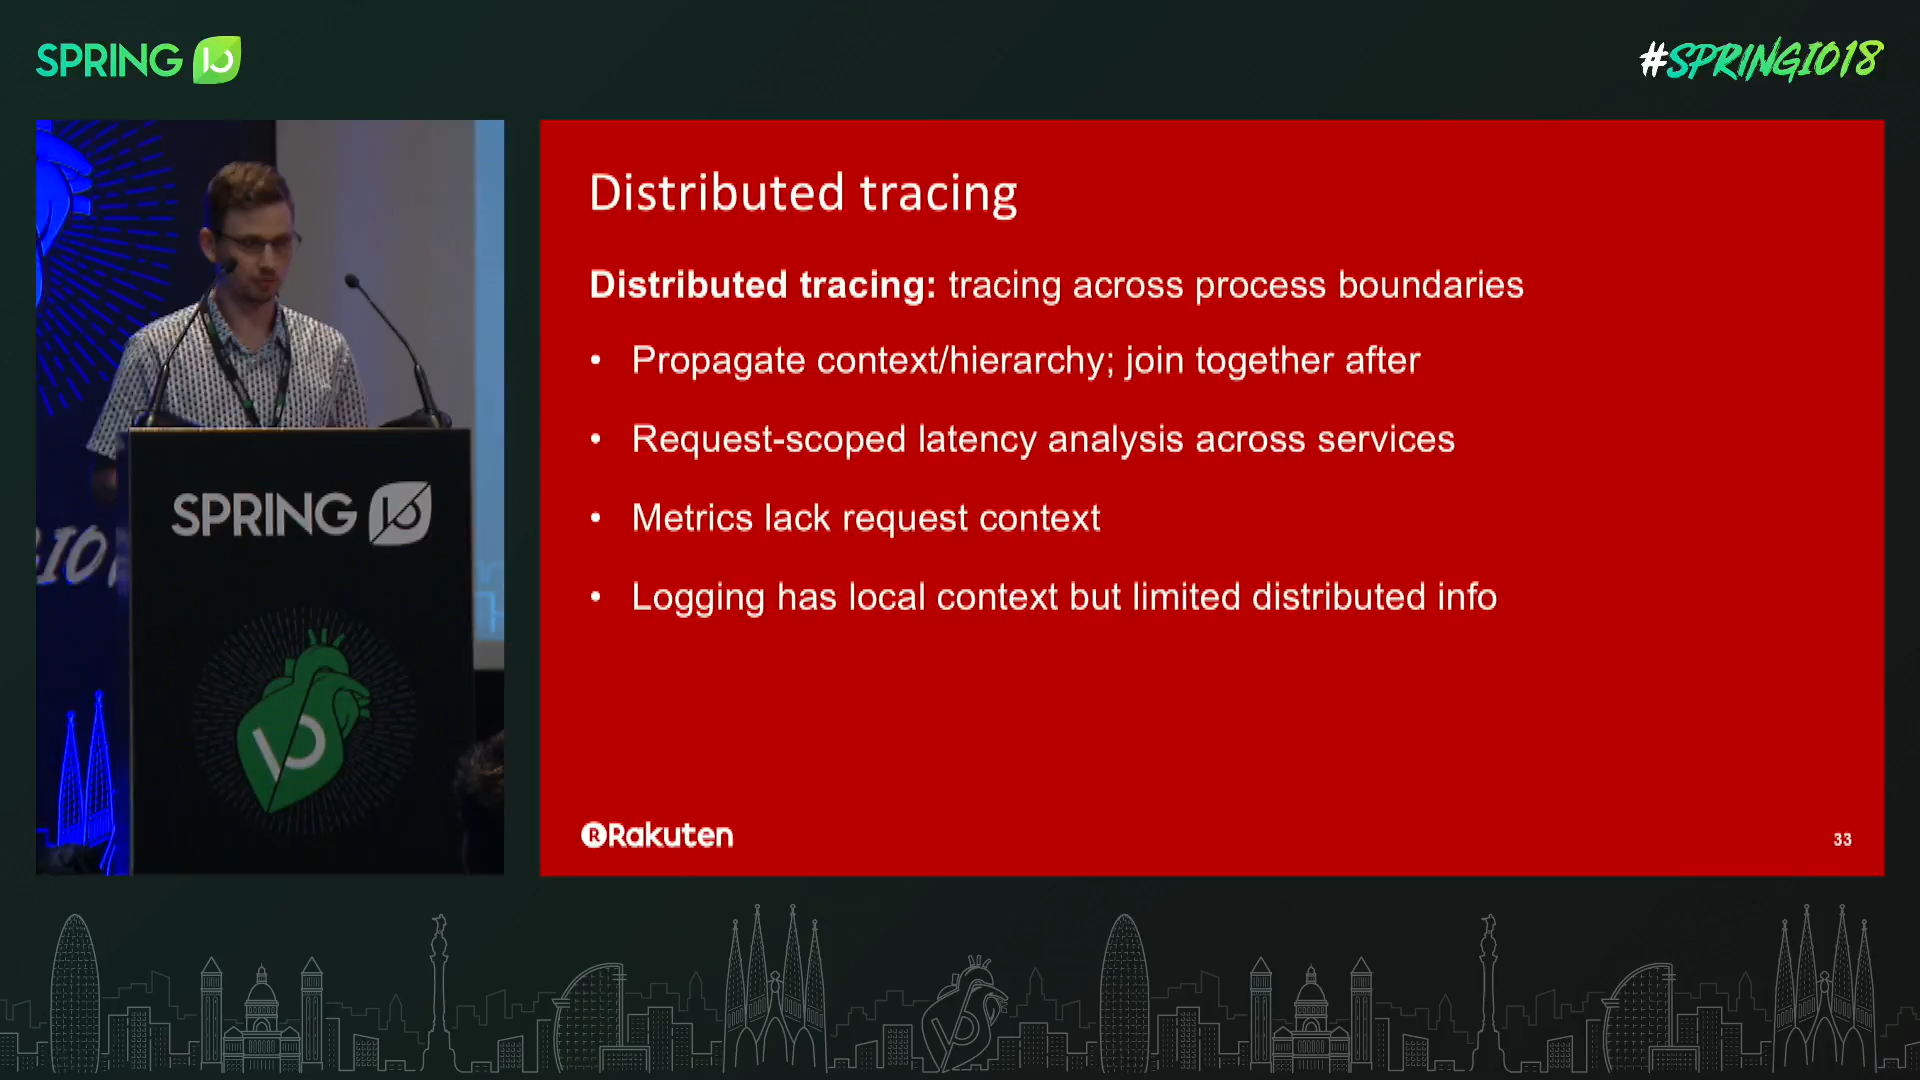 SPRING IO
#SPRINGIO18
SPRING IO
Distributed tracing
Distributed tracing: tracing across process boundaries
• Propagate context/hierarchy; join together after
• Request-scoped latency analysis across services
• Metrics lack request context
• Logging has local context but limited distributed info
Rakuten
33